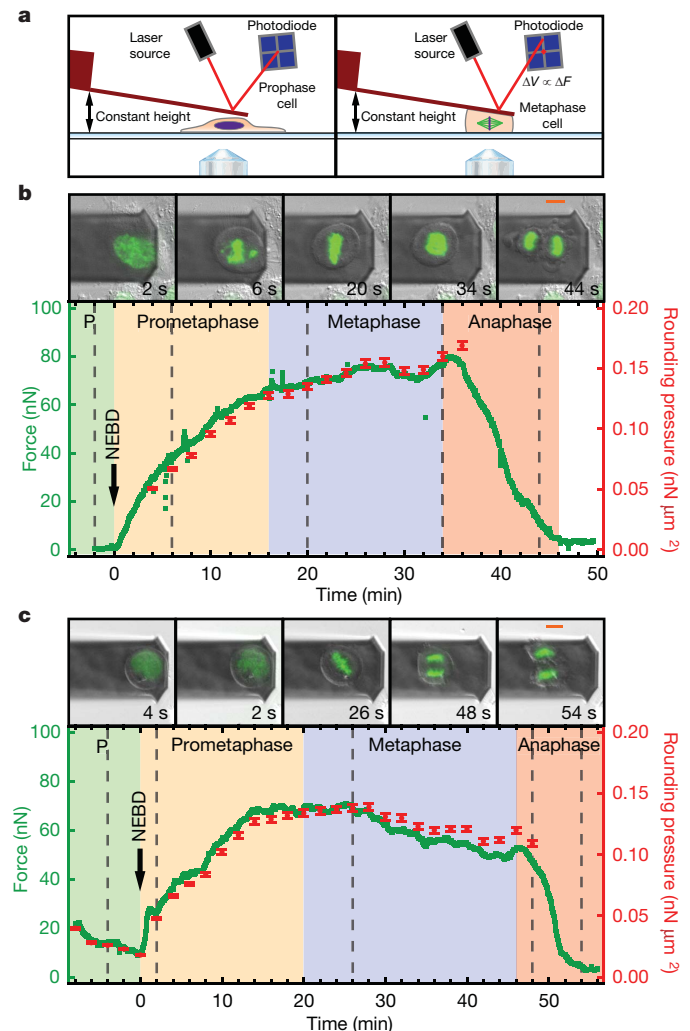 a
Laser source
Photodiode
Prophase cell
Constant height
Laser source
Photodiode
ΔV ∝ ΔF
Metaphase cell
Constant height
b
2 s
6 s
20 s
34 s
44 s
100
80
60
40
20
0
Force (nN)
P
Prometaphase
Metaphase
Anaphase
NEBD
0.20
0.15
0.10
0.05
0.00
Rounding pressure (nN μm²)
0
10
20
30
40
50
Time (min)
c
4 s
2 s
26 s
48 s
54 s
100
80
60
40
20
0
Force (nN)
P
Prometaphase
Metaphase
Anaphase
NEBD
0.20
0.15
0.10
0.05
0.00
Rounding pressure (nN μm²)
0
10
20
30
40
50
Time (min)